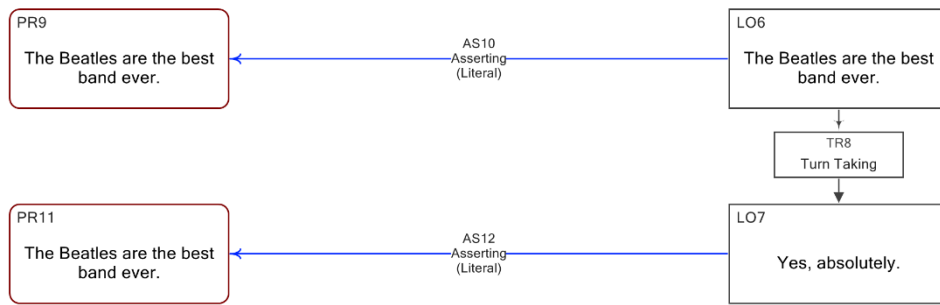 PR9
The Beatles are the best
band ever.
AS10
Asserting
(Literal)
LO6
The Beatles are the best
band ever.
TR8
Turn Taking
PR11
The Beatles are the best
band ever.
AS12
Asserting
(Literal)
LO7
Yes, absolutely.